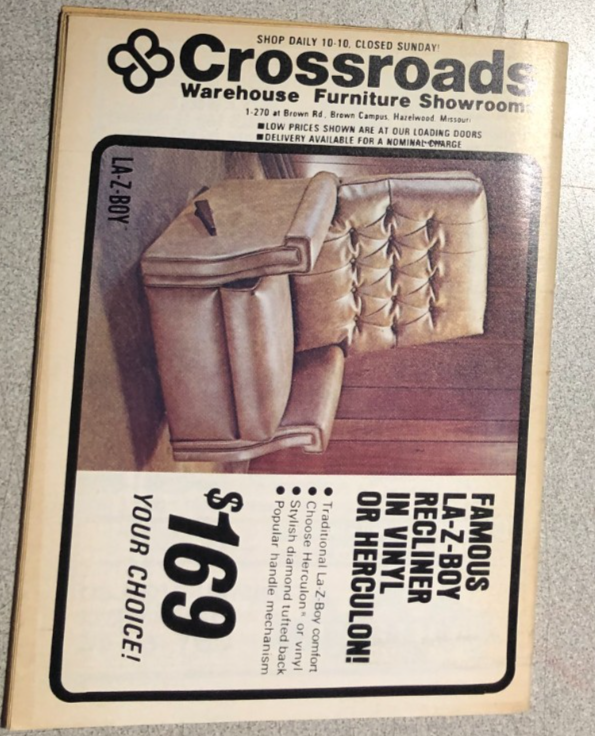 SHOP DAILY 10-10, CLOSED SUNDAY!
Crossroads
Warehouse Furniture Showrooms
1-270 at Brown Rd., Brown Campus, Hazelwood, Missouri
■LOW PRICES SHOWN ARE AT OUR LOADING DOORS
■DELIVERY AVAILABLE FOR A NOMINAL CHARGE
LA-Z-BOY
FAMOUS
LA-Z-BOY
RECLINER
IN VINYL
OR HERCULON!
● Traditional La-Z-Boy comfort
● Choose Herculon® or vinyl
● Stylish diamond tufted back
● Popular handle mechanism
$169
YOUR CHOICE!